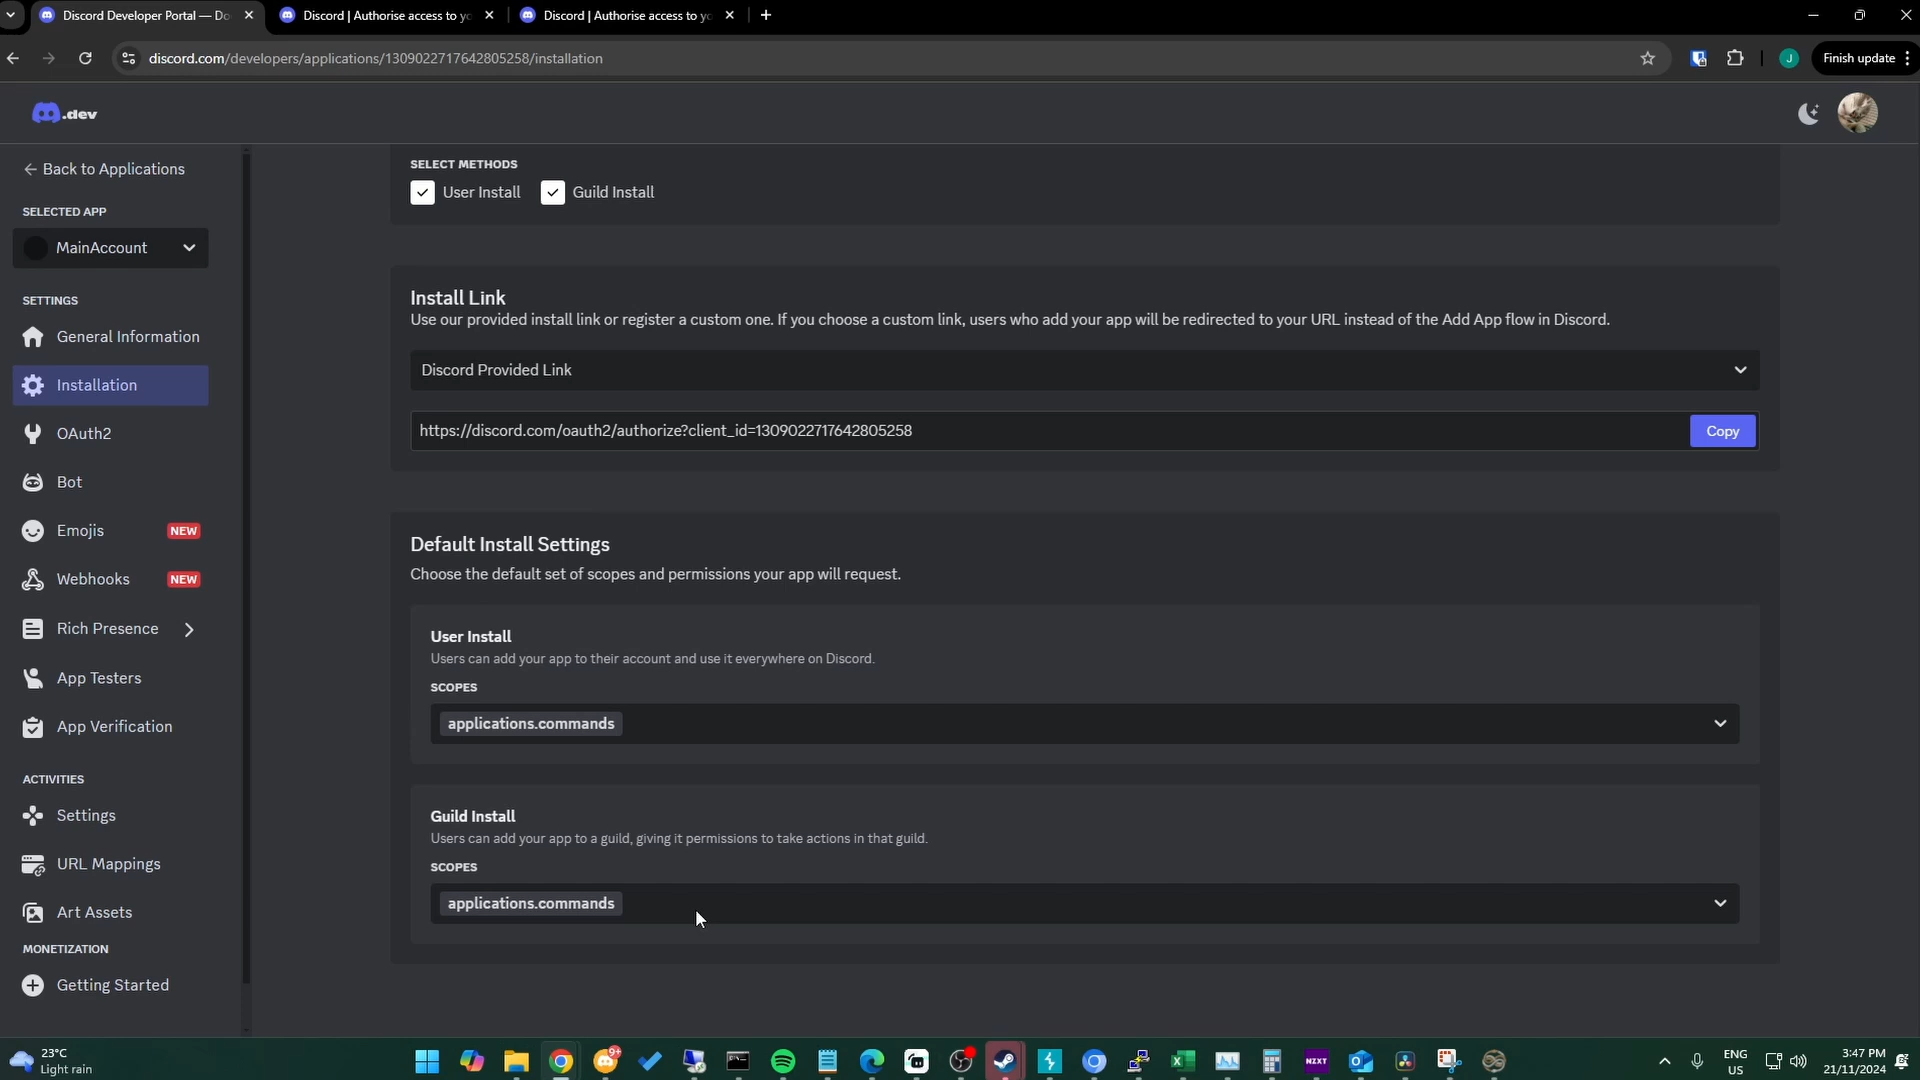 Discord Developer Portal — Do
Discord | Authorise access to yo
Discord | Authorise access to yo
discord.com/developers/applications/1309022717642805258/installation
J
Finish update
.dev
Back to Applications
SELECTED APP
MainAccount
SETTINGS
General Information
Installation
OAuth2
Bot
Emojis NEW
Webhooks NEW
Rich Presence
App Testers
App Verification
ACTIVITIES
Settings
URL Mappings
Art Assets
MONETIZATION
Getting Started
SELECT METHODS
User Install Guild Install
Install Link
Use our provided install link or register a custom one. If you choose a custom link, users who add your app will be redirected to your URL instead of the Add App flow in Discord.
Discord Provided Link
https://discord.com/oauth2/authorize?client_id=1309022717642805258
Copy
Default Install Settings
Choose the default set of scopes and permissions your app will request.
User Install
Users can add your app to their account and use it everywhere on Discord.
SCOPES
applications.commands
Guild Install
Users can add your app to a guild, giving it permissions to take actions in that guild.
SCOPES
applications.commands
23°C
Light rain
9+
NZXT
ENG
US
3:47 PM
21/11/2024